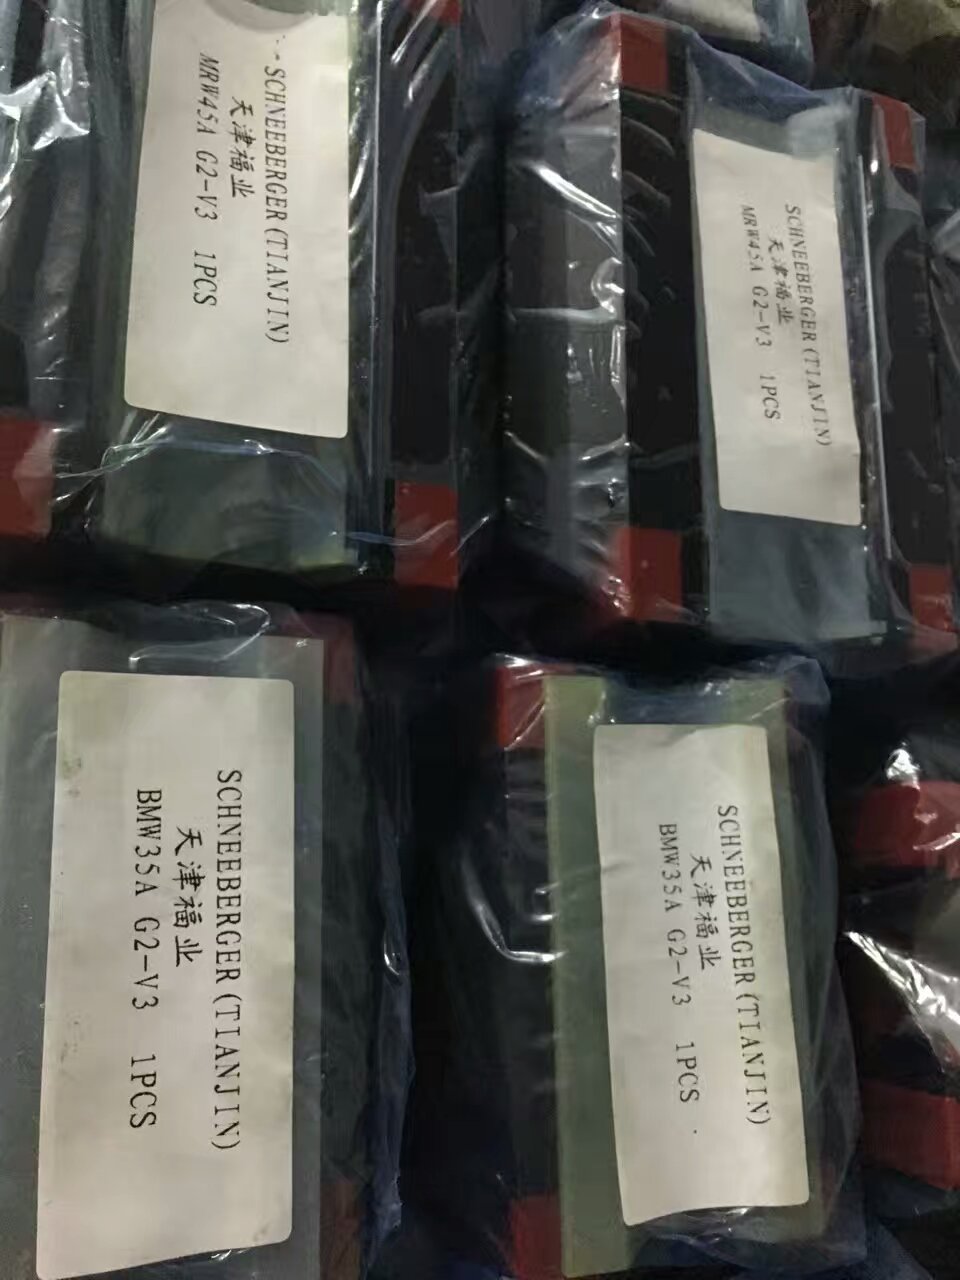 SCHNEEBERGER(TIANJIN)
天津福业
MRW45A G2-V3 1PCS
SCHNEEBERGER(TIANJIN)
天津福业
MRW45A G2-V3 1PCS
SCHNEEBERGER(TIANJIN)
天津福业
BMW35A G2-V3 1PCS
SCHNEEBERGER(TIANJIN)
天津福业
BMW35A G2-V3 1PCS